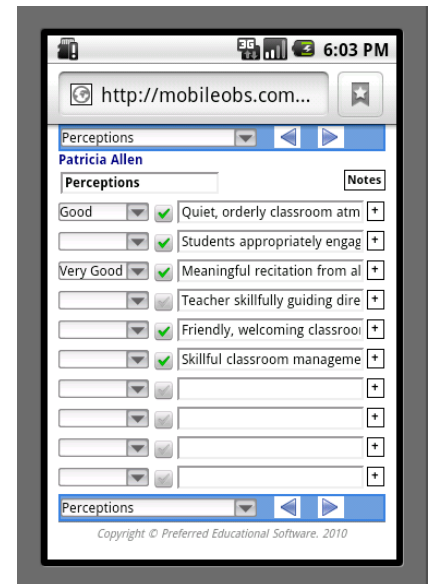 3G 6:03 PM
http://mobileobs.com...
Perceptions
Patricia Allen
Perceptions Notes
Good Quiet, orderly classroom atm +
Students appropriately engag +
Very Good Meaningful recitation from al +
Teacher skillfully guiding dire +
Friendly, welcoming classroo +
Skillful classroom manageme +
+
+
+
+
Perceptions
Copyright © Preferred Educational Software. 2010